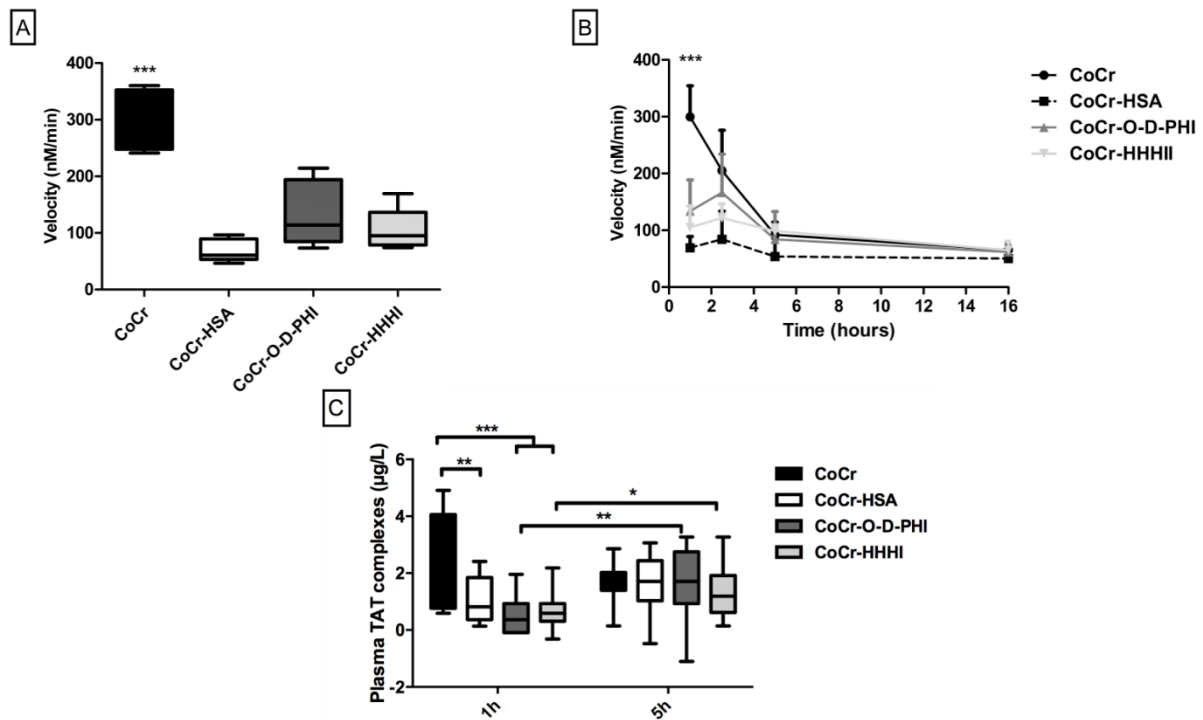 A
Velocity (nM/min)
400
300
200
100
0
***
CoCr
CoCr-HSA
CoCr-O-D-PHI
CoCr-HHHI
B
Velocity (nM/min)
400
300
200
100
0
***
0 2 4 6 8 10 12 14 16
Time (hours)
CoCr
CoCr-HSA
CoCr-O-D-PHI
CoCr-HHHII
C
Plasma TAT complexes (µg/L)
6
4
2
0
-2
***
**
*
**
1h
5h
CoCr
CoCr-HSA
CoCr-O-D-PHI
CoCr-HHHI